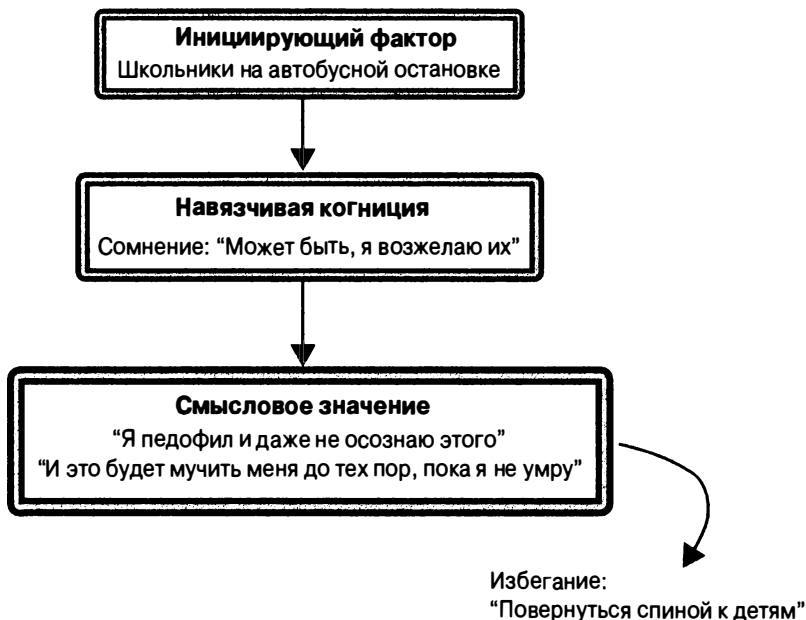 Инициирующий фактор
Школьники на автобусной остановке
Навязчивая когниция
Сомнение: “Может быть, я возжелаю их”
Смысловое значение
“Я педофил и даже не осознаю этого”
“И это будет мучить меня до тех пор, пока я не умру”
Избегание:
“Повернуться спиной к детям”